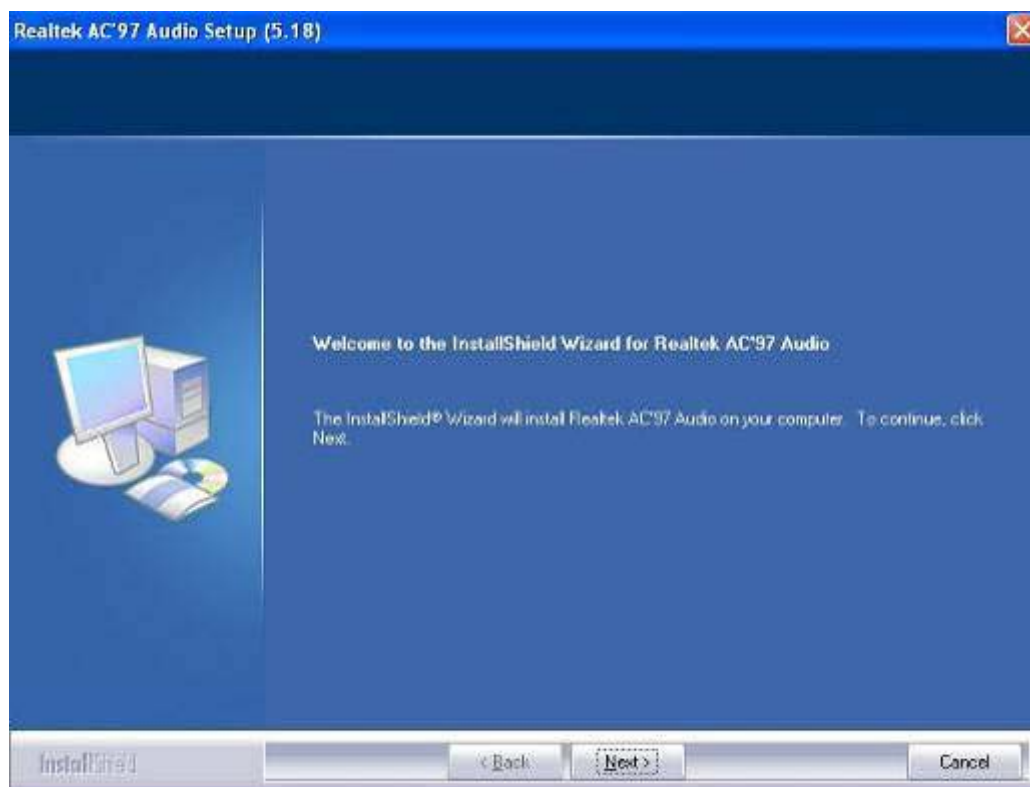 Realtek AC'97 Audio Setup (5.18)
Welcome to the InstallShield Wizard for Realtek AC'97 Audio
The InstallShield® Wizard will install Realtek AC'97 Audio on your computer. To continue, click
Next.
InstallShield
< Back Next > Cancel